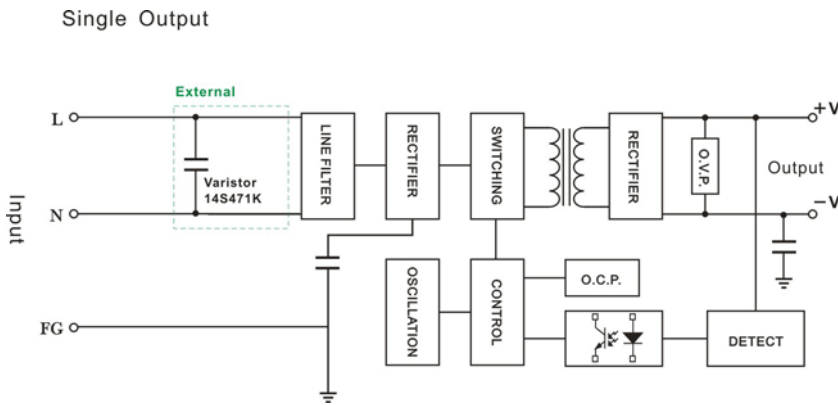 Single Output
External
L
+V
LINE FILTER
RECTIFIER
SWITCHING
RECTIFIER
O.V.P.
Output
Varistor
14S471K
Input
N
−V
OSCILLATION
CONTROL
O.C.P.
FG
DETECT